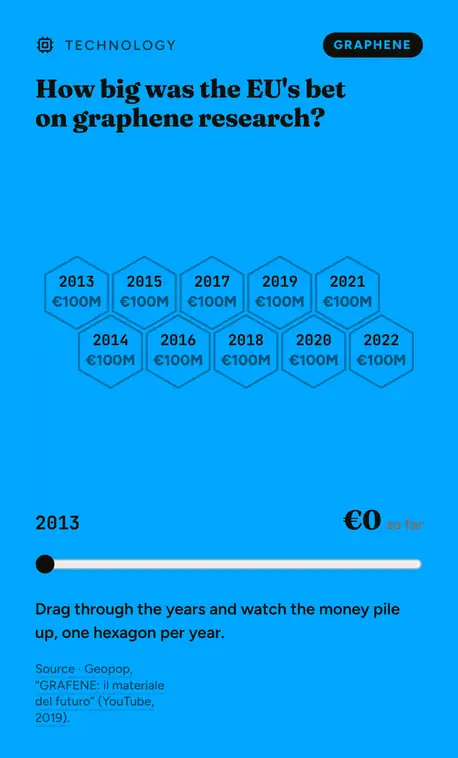 TECHNOLOGY
GRAPHENE
How big was the EU's bet
on graphene research?
2013 2015 2017 2019 2021
€100M €100M €100M €100M €100M
2014 2016 2018 2020 2022
€100M €100M €100M €100M €100M
2013
€0 so far
Drag through the years and watch the money pile
up, one hexagon per year.
Source · Geopop,
"GRAFENE: il materiale
del futuro" (YouTube,
2019).